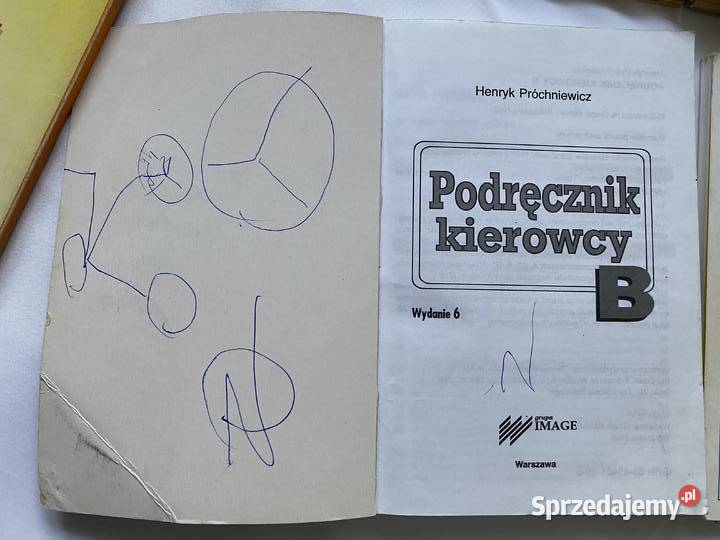 Henryk Próchniewicz
Podręcznik
kierowcy
B
Wydanie 6
grupa
IMAGE
Warszawa
Sprzedajemy.pl